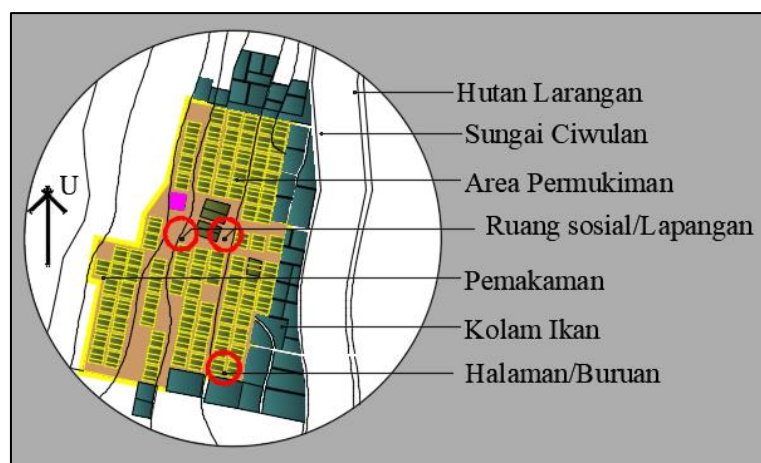 Hutan Larangan
Sungai Ciwulan
U
Area Permukiman
Ruang sosial/Lapangan
Pemakaman
Kolam Ikan
Halaman/Buruan